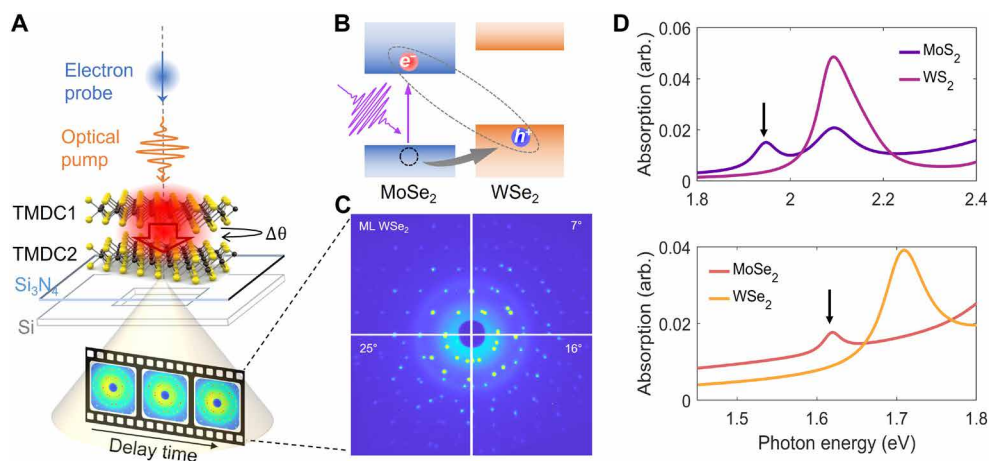 A
Electron
probe
Optical
pump
TMDC1
TMDC2
Δθ
Si₃N₄
Si
Delay time
B
e⁻
h⁺
MoSe₂
WSe₂
C
ML WSe₂
7°
25°
16°
D
Absorption (arb.)
0.06
0.04
0.02
0
MoS₂
WS₂
1.8
2
2.2
2.4
Absorption (arb.)
0.04
0.02
0
MoSe₂
WSe₂
1.5
1.6
1.7
1.8
Photon energy (eV)